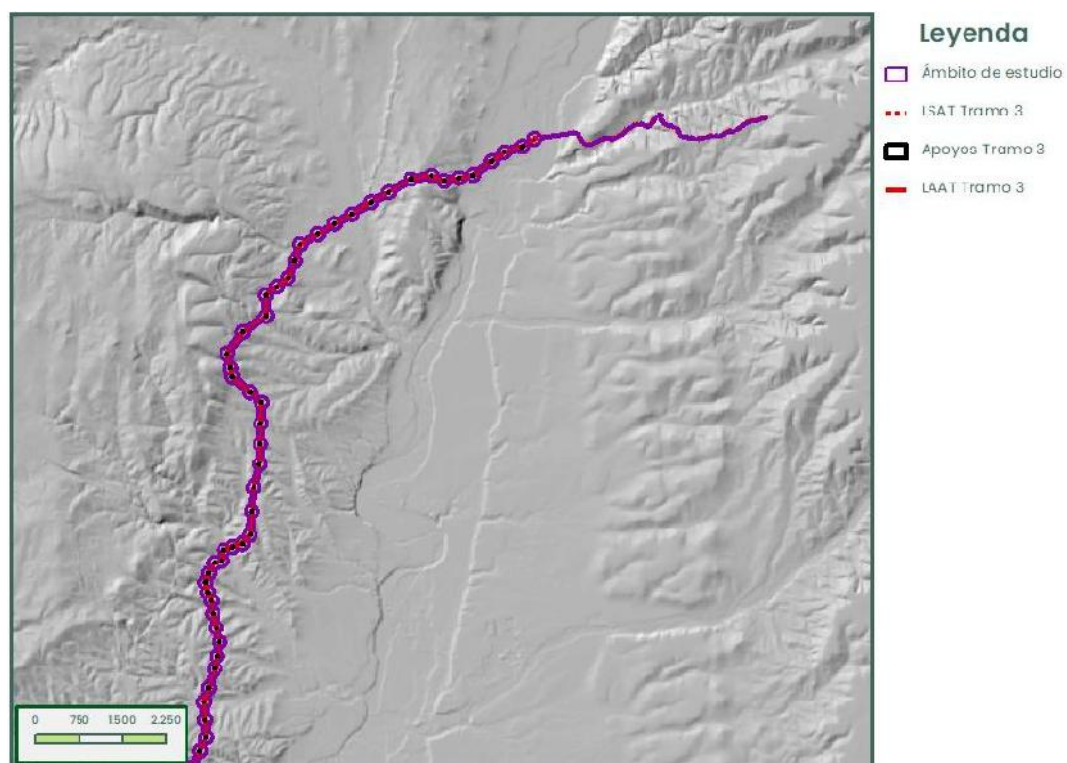 Leyenda
Ámbito de estudio
LSAT Tramo 3
Apoyos Tramo 3
LAAT Tramo 3
0 750 1500 2.250